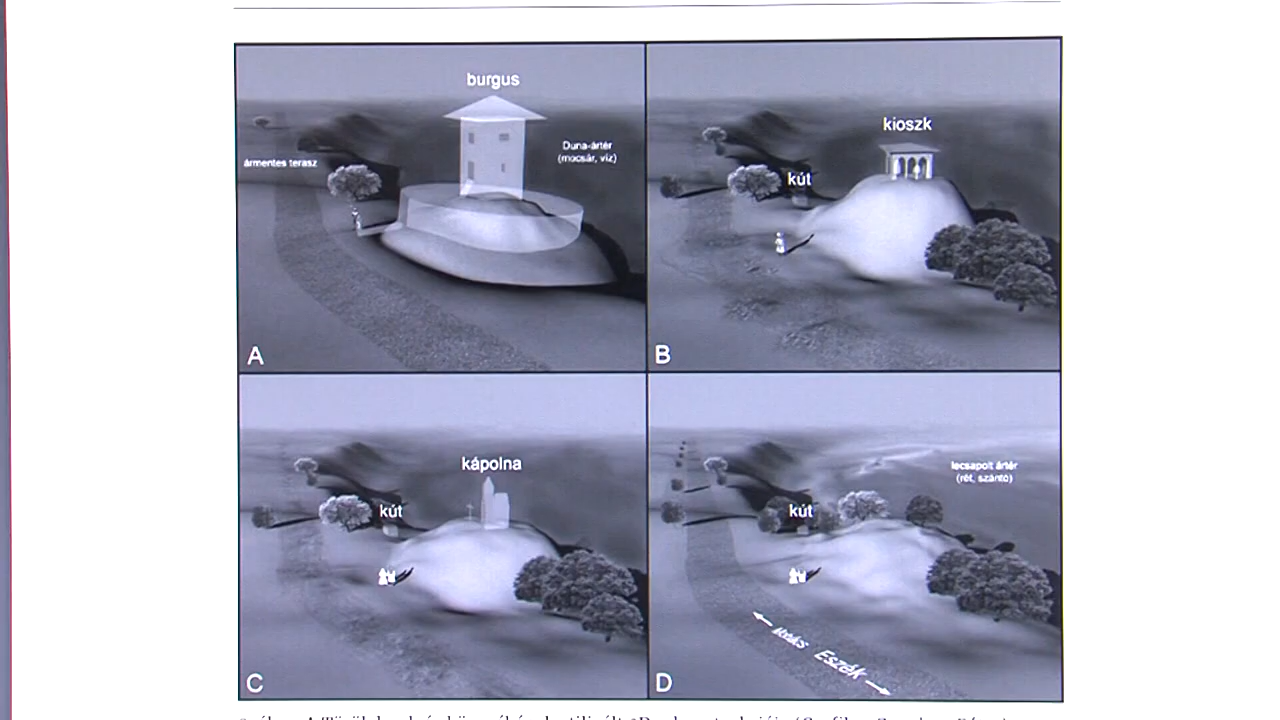 burgus
ármentes terasz
Duna-ártér
(mocsár, víz)
A
kioszk
kút
B
kápolna
kút
C
lecsapolt ártér
(rét, szántó)
kút
Eszék
D